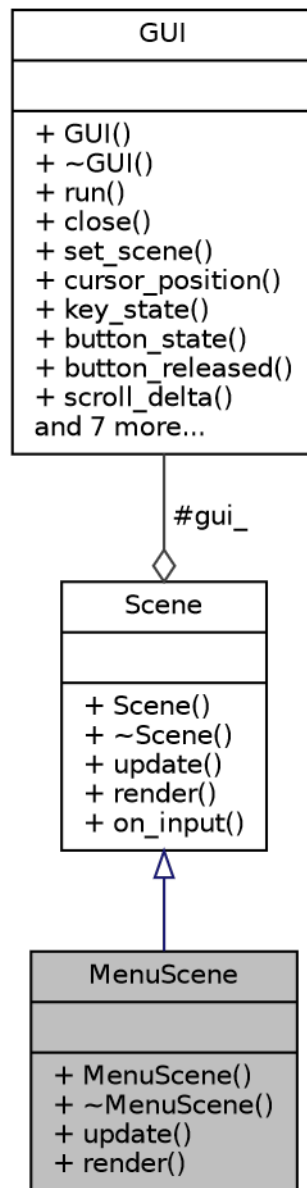 GUI
+ GUI()
+ ~GUI()
+ run()
+ close()
+ set_scene()
+ cursor_position()
+ key_state()
+ button_state()
+ button_released()
+ scroll_delta()
and 7 more...
#gui_
Scene
+ Scene()
+ ~Scene()
+ update()
+ render()
+ on_input()
MenuScene
+ MenuScene()
+ ~MenuScene()
+ update()
+ render()